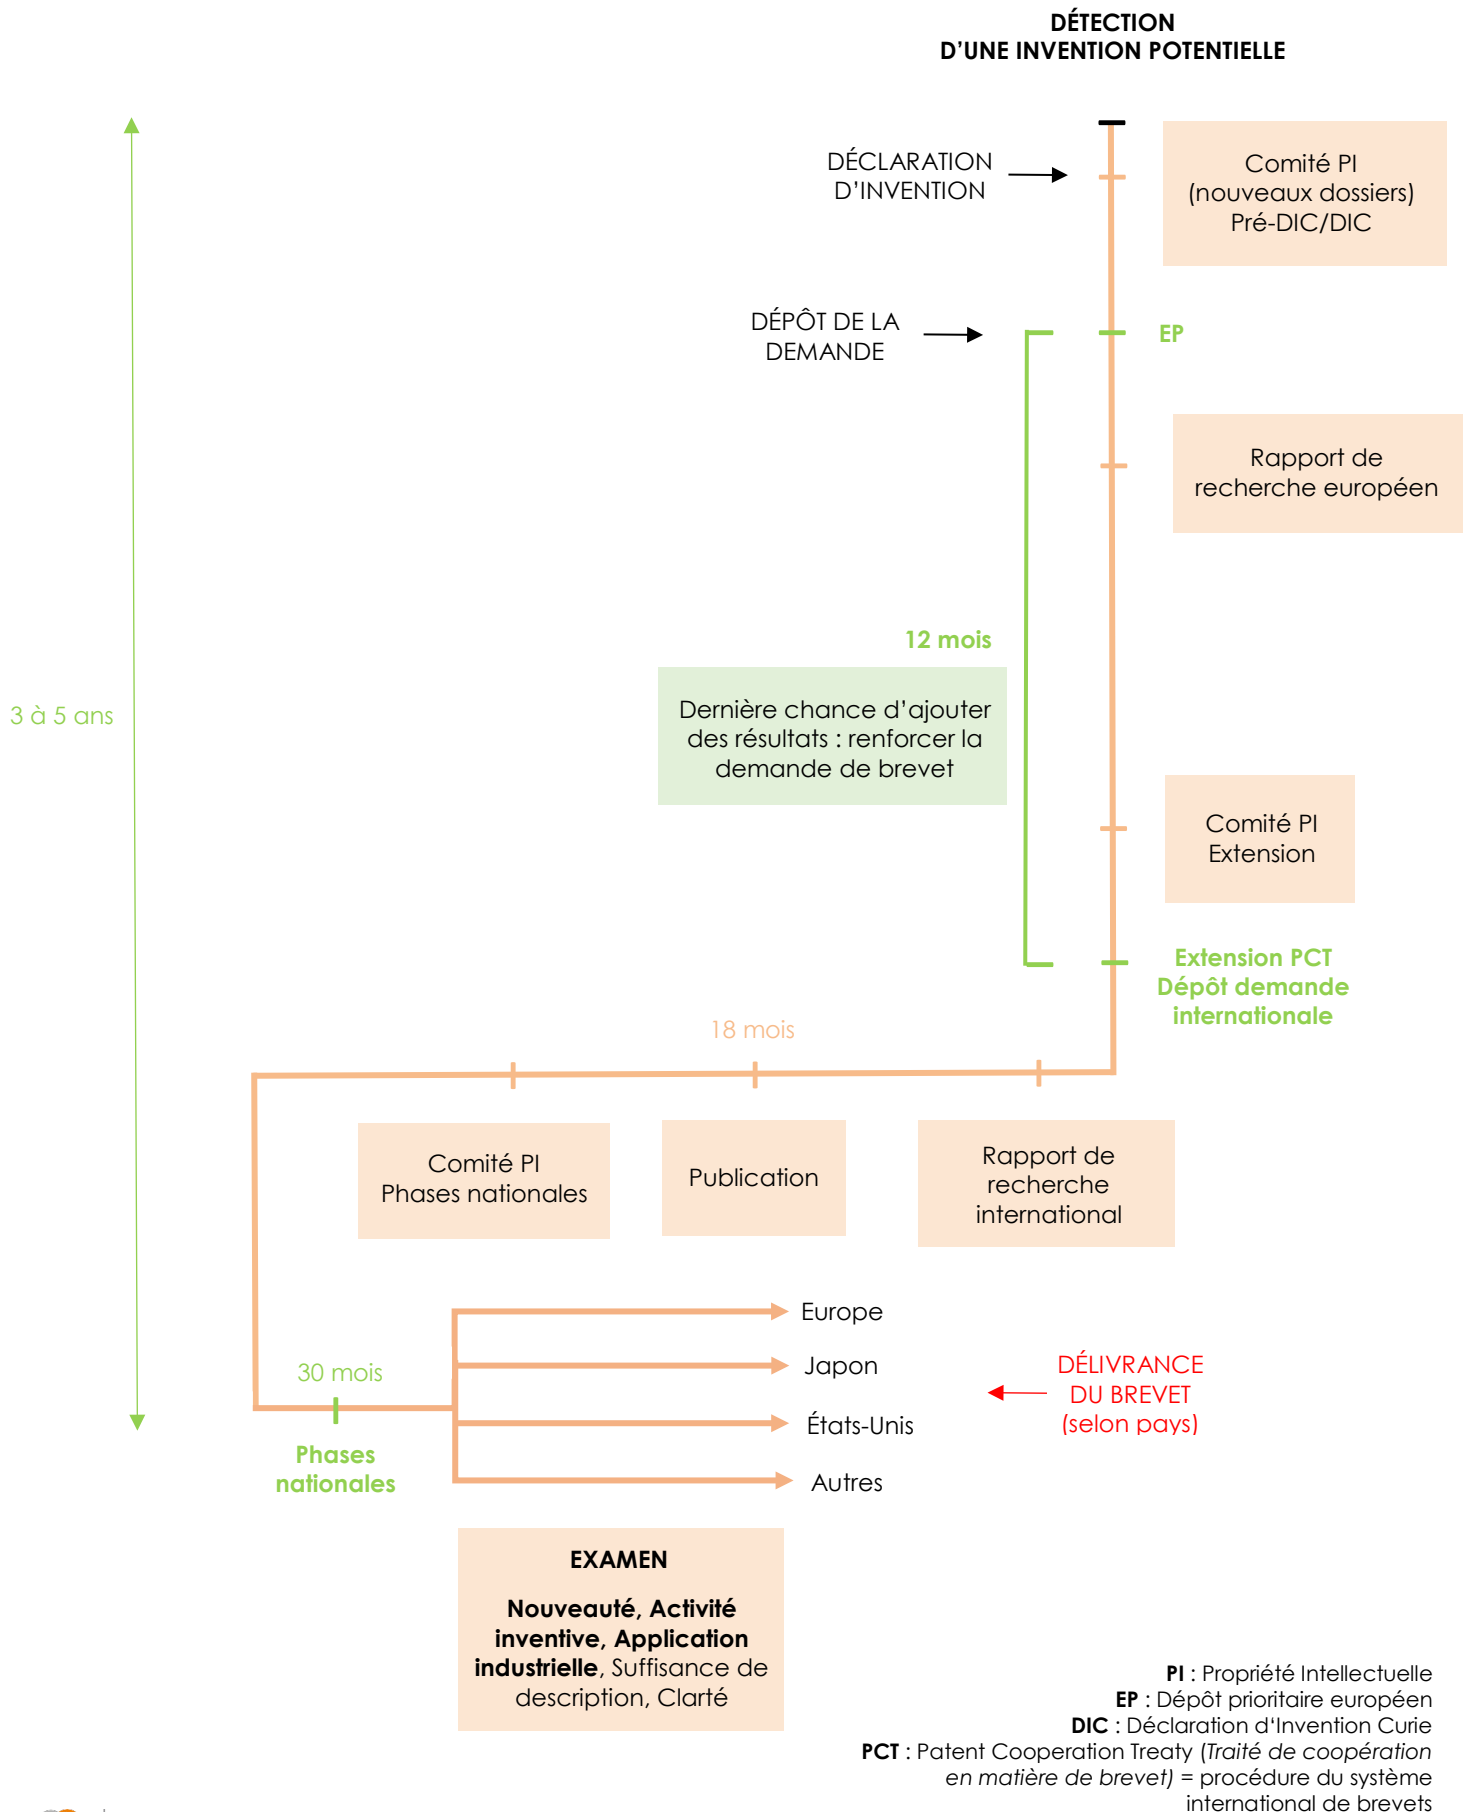 DÉTECTION
D’UNE INVENTION POTENTIELLE
DÉCLARATION
D’INVENTION
Comité PI
(nouveaux dossiers)
Pré-DIC/DIC
DÉPÔT DE LA
DEMANDE
EP
Rapport de
recherche européen
12 mois
Dernière chance d’ajouter
des résultats : renforcer la
demande de brevet
3 à 5 ans
Comité PI
Extension
Extension PCT
Dépôt demande
internationale
18 mois
Comité PI
Phases nationales
Publication
Rapport de
recherche
international
Europe
Japon
États-Unis
Autres
30 mois
Phases
nationales
DÉLIVRANCE
DU BREVET
(selon pays)
EXAMEN
Nouveauté, Activité
inventive, Application
industrielle, Suffisance de
description, Clarté
PI : Propriété Intellectuelle
EP : Dépôt prioritaire européen
DIC : Déclaration d‘Invention Curie
PCT : Patent Cooperation Treaty (Traité de coopération
en matière de brevet) = procédure du système
international de brevets